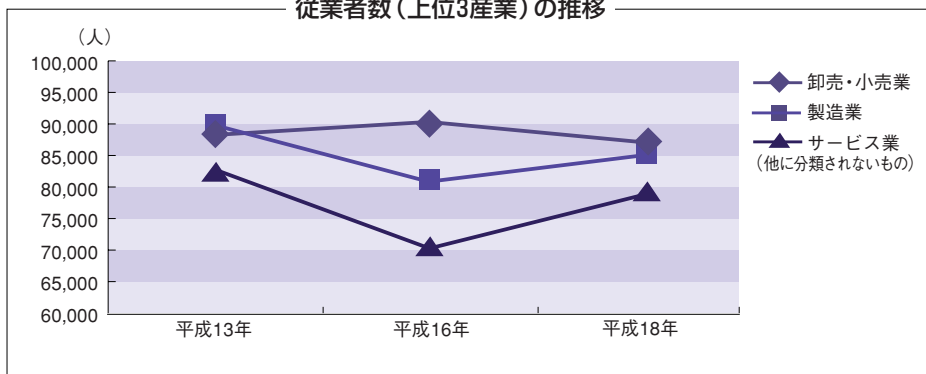 従業者数（上位3産業）の推移
（人）
100,000
95,000
90,000
85,000
80,000
75,000
70,000
65,000
60,000
平成13年
平成16年
平成18年
卸売・小売業
製造業
サービス業
（他に分類されないもの）